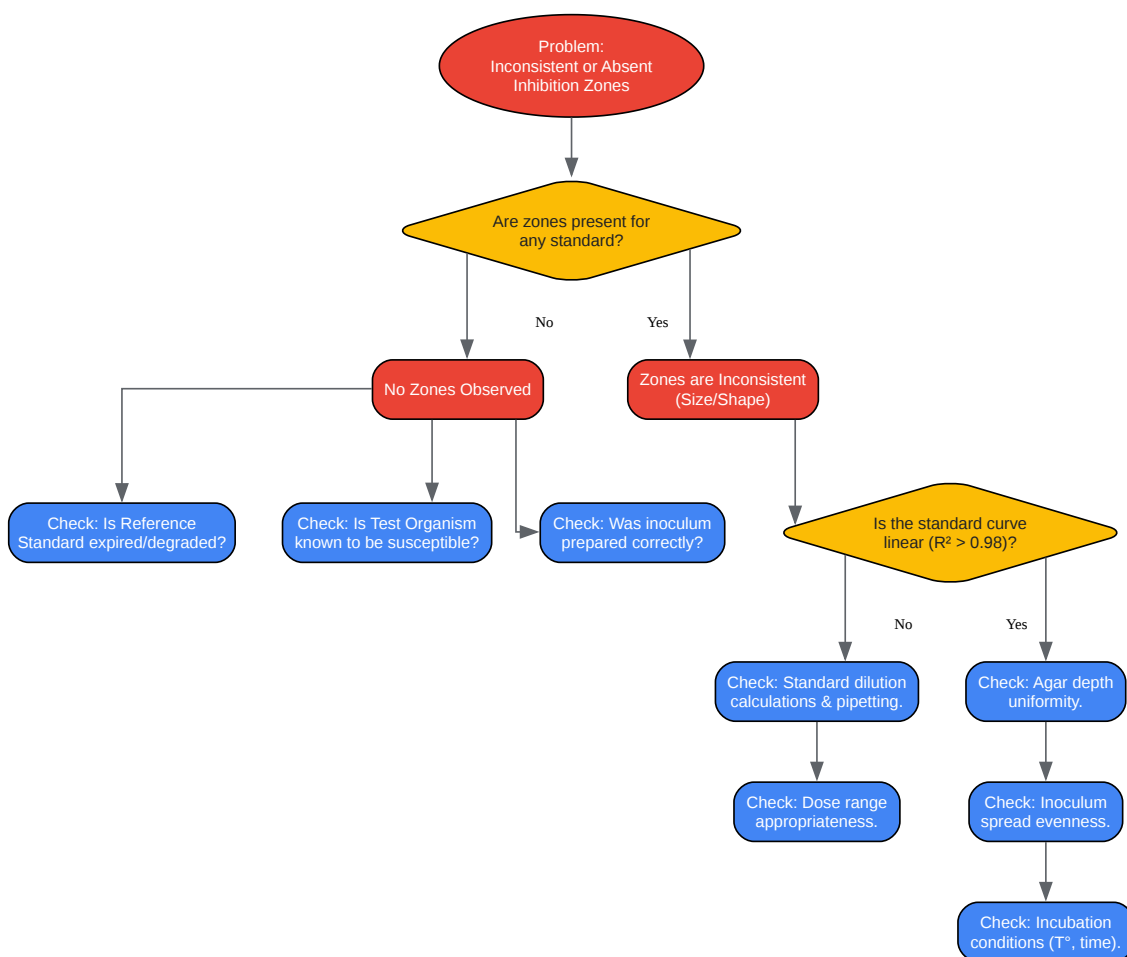 Problem:
Inconsistent or Absent
Inhibition Zones
Are zones present for
any standard?
No
Yes
No Zones Observed
Zones are Inconsistent
(Size/Shape)
Check: Is Reference
Standard expired/degraded?
Check: Is Test Organism
known to be susceptible?
Check: Was inoculum
prepared correctly?
Is the standard curve
linear (R² > 0.98)?
No
Yes
Check: Standard dilution
calculations & pipetting.
Check: Agar depth
uniformity.
Check: Dose range
appropriateness.
Check: Inoculum
spread evenness.
Check: Incubation
conditions (T°, time).